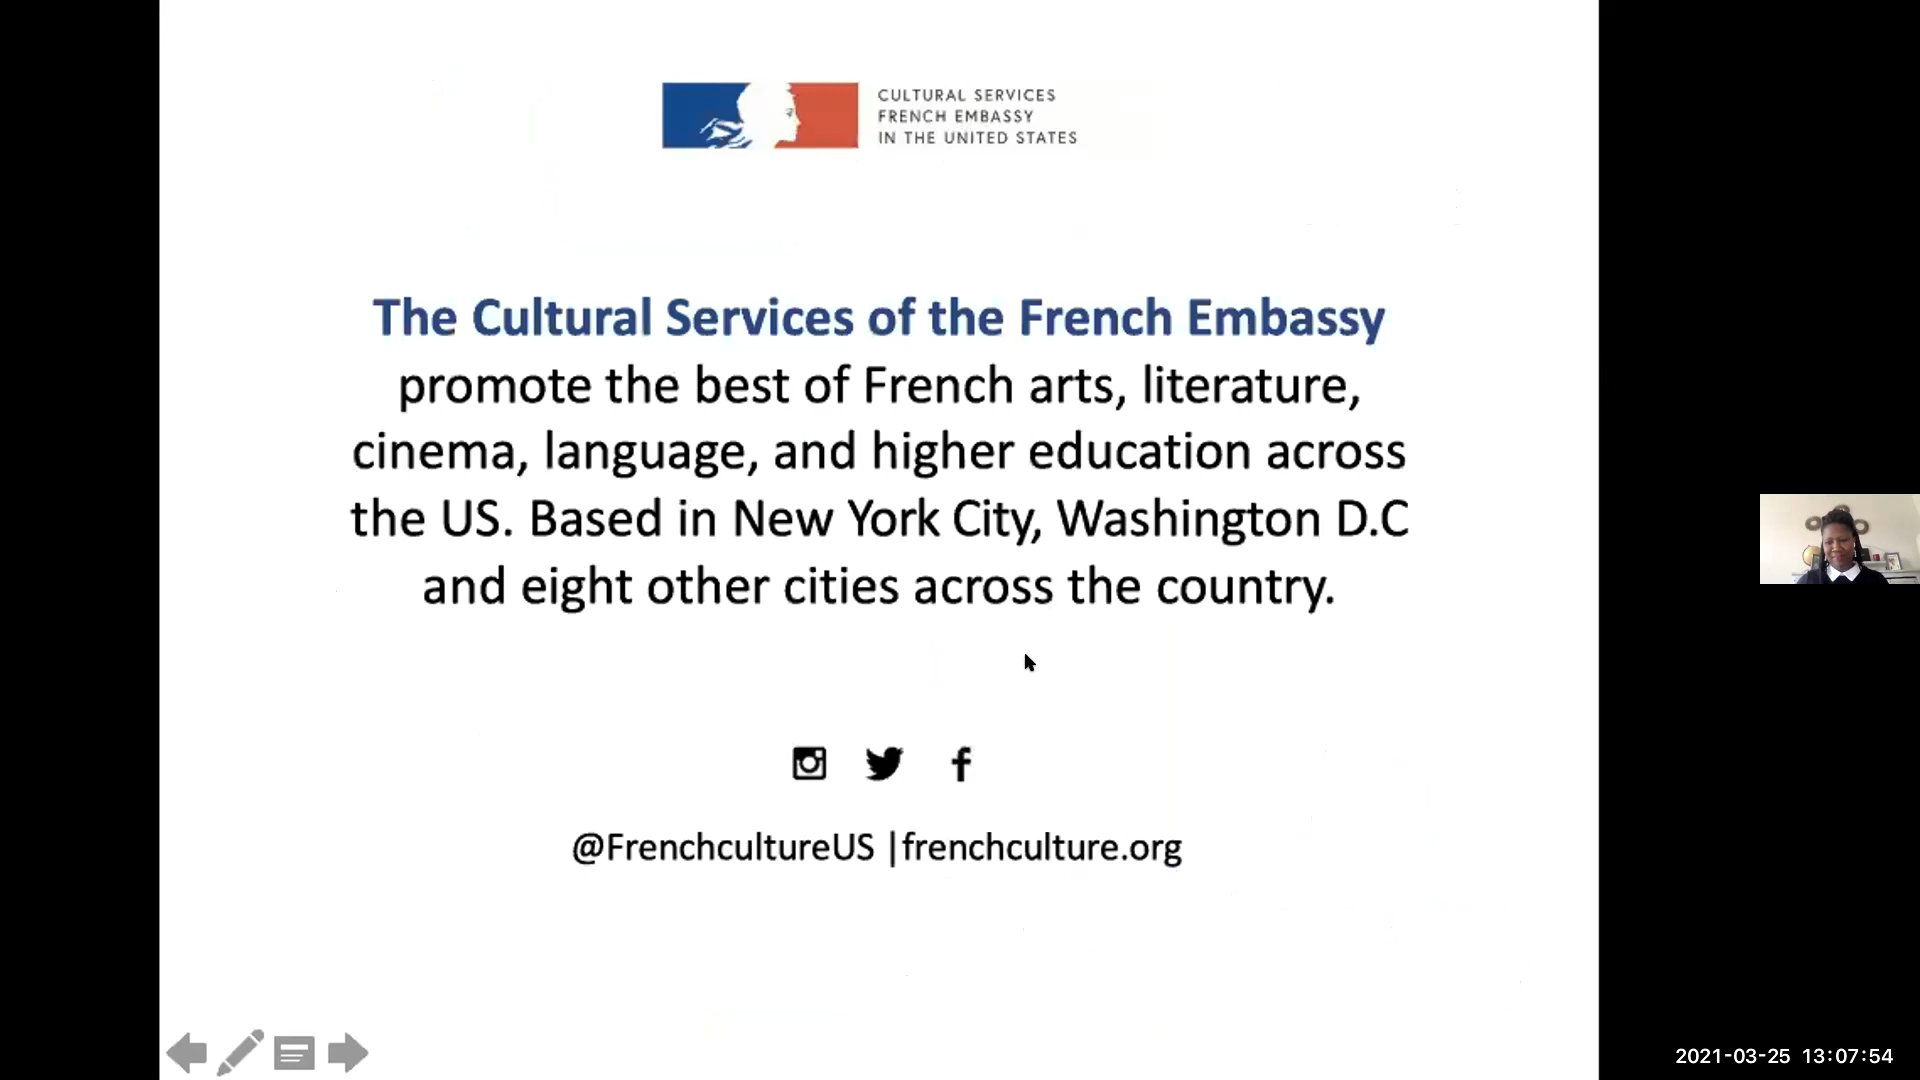 CULTURAL SERVICES
FRENCH EMBASSY
IN THE UNITED STATES
The Cultural Services of the French Embassy
promote the best of French arts, literature,
cinema, language, and higher education across
the US. Based in New York City, Washington D.C
and eight other cities across the country.
@FrenchcultureUS |frenchculture.org
2021-03-25 13:07:54